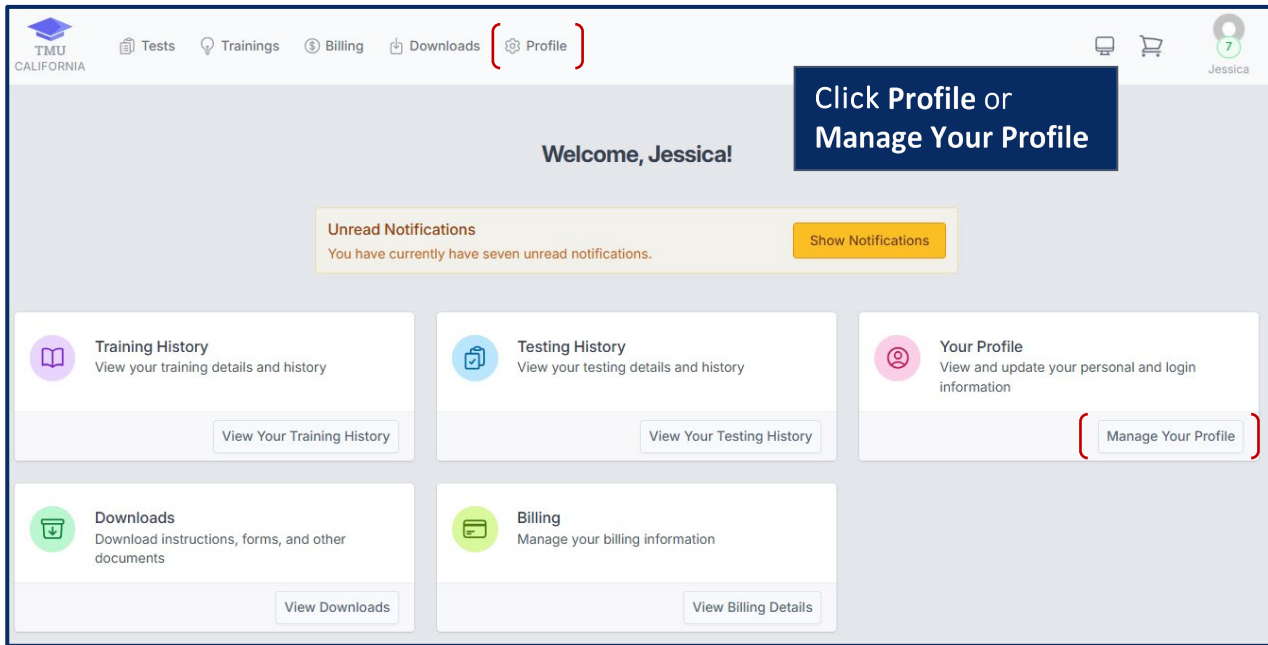 TMU
CALIFORNIA
Tests
Trainings
Billing
Downloads
Profile
7
Jessica
Click Profile or
Manage Your Profile
Welcome, Jessica!
Unread Notifications
You have currently have seven unread notifications.
Show Notifications
Training History
View your training details and history
View Your Training History
Testing History
View your testing details and history
View Your Testing History
Your Profile
View and update your personal and login
information
Manage Your Profile
Downloads
Download instructions, forms, and other
documents
View Downloads
Billing
Manage your billing information
View Billing Details